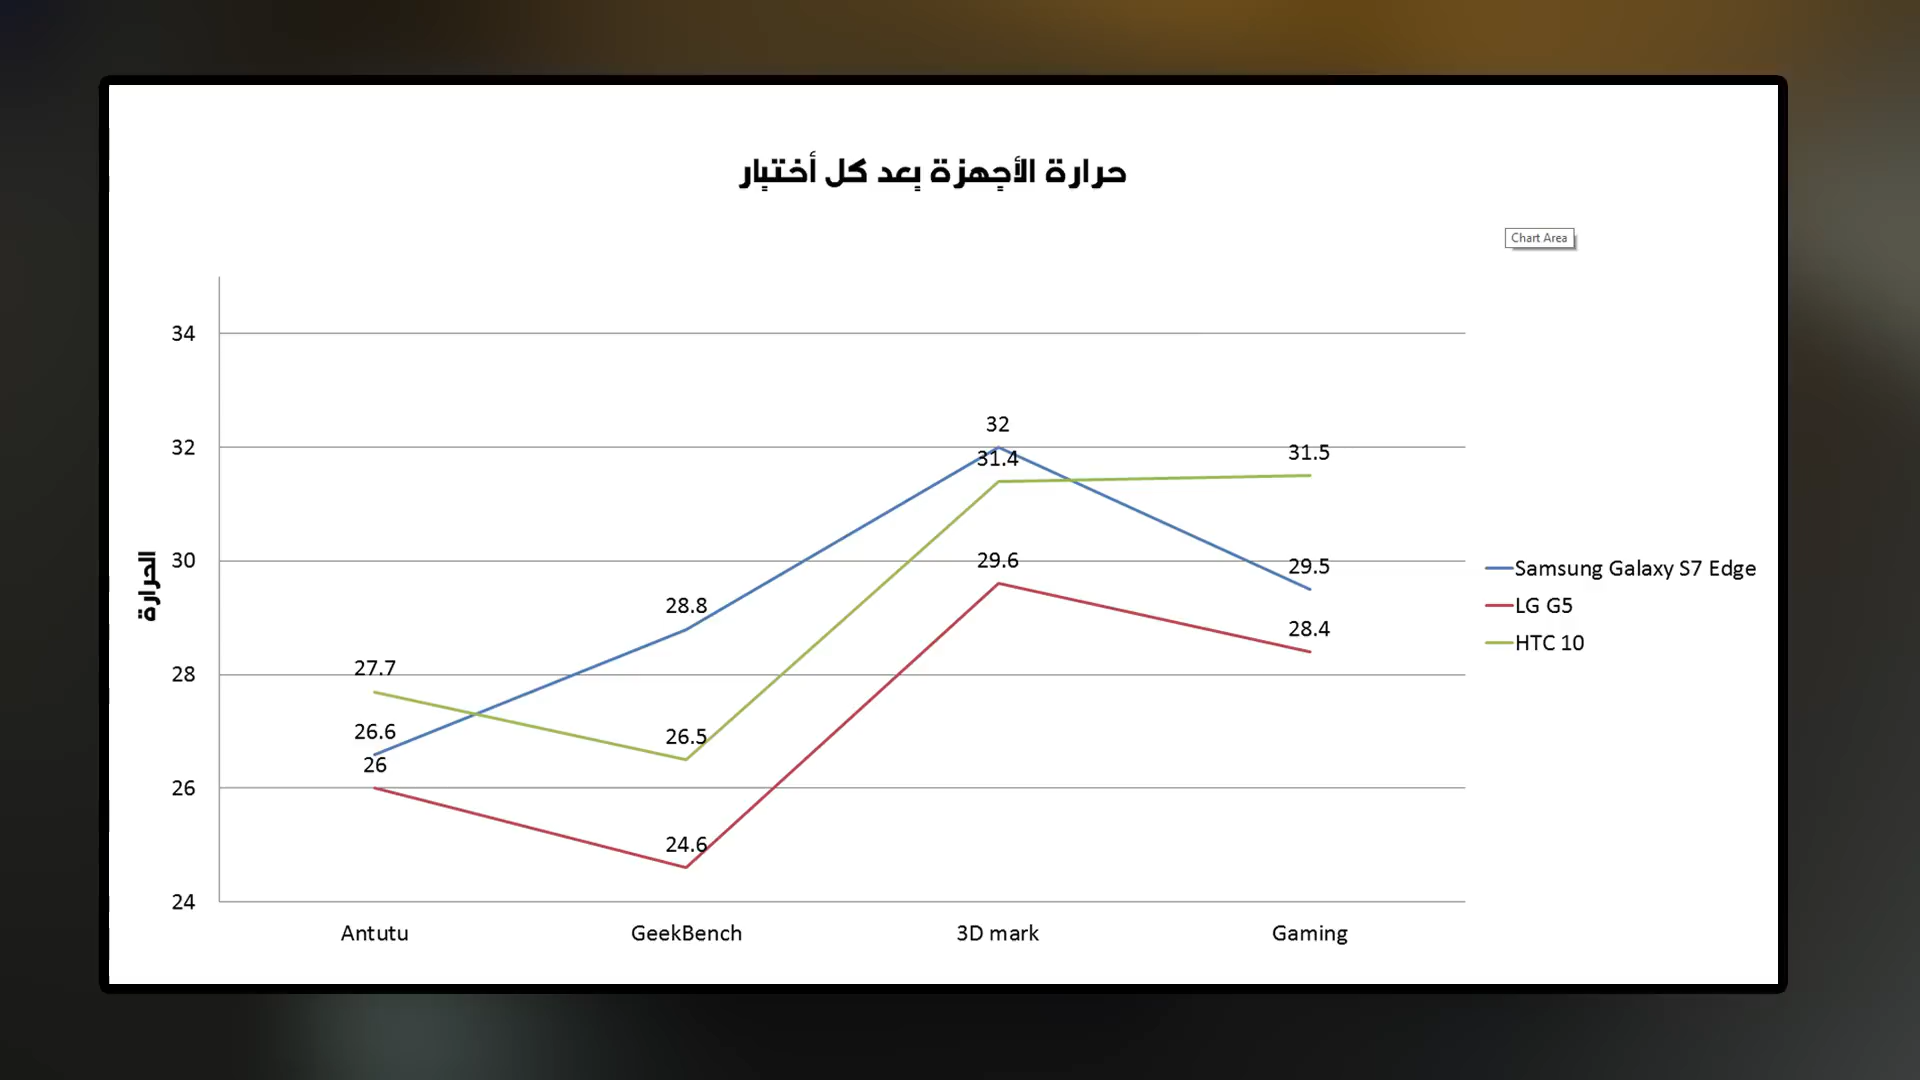 حرارة الأجهزة بعد كل أختبار
Chart Area
34
32
30
28
26
24
الحرارة
27.7
26.6
26
28.8
26.5
24.6
32
31.4
29.6
31.5
29.5
28.4
Antutu
GeekBench
3D mark
Gaming
Samsung Galaxy S7 Edge
LG G5
HTC 10